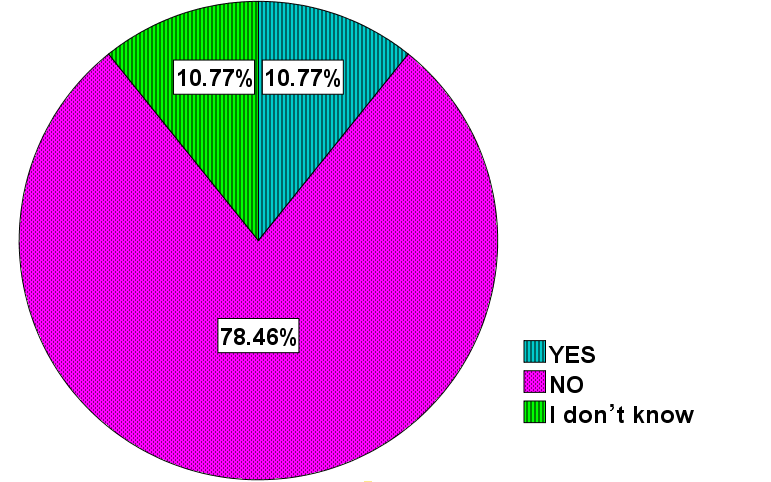 10.77% 10.77%
78.46%
YES
NO
I don’t know